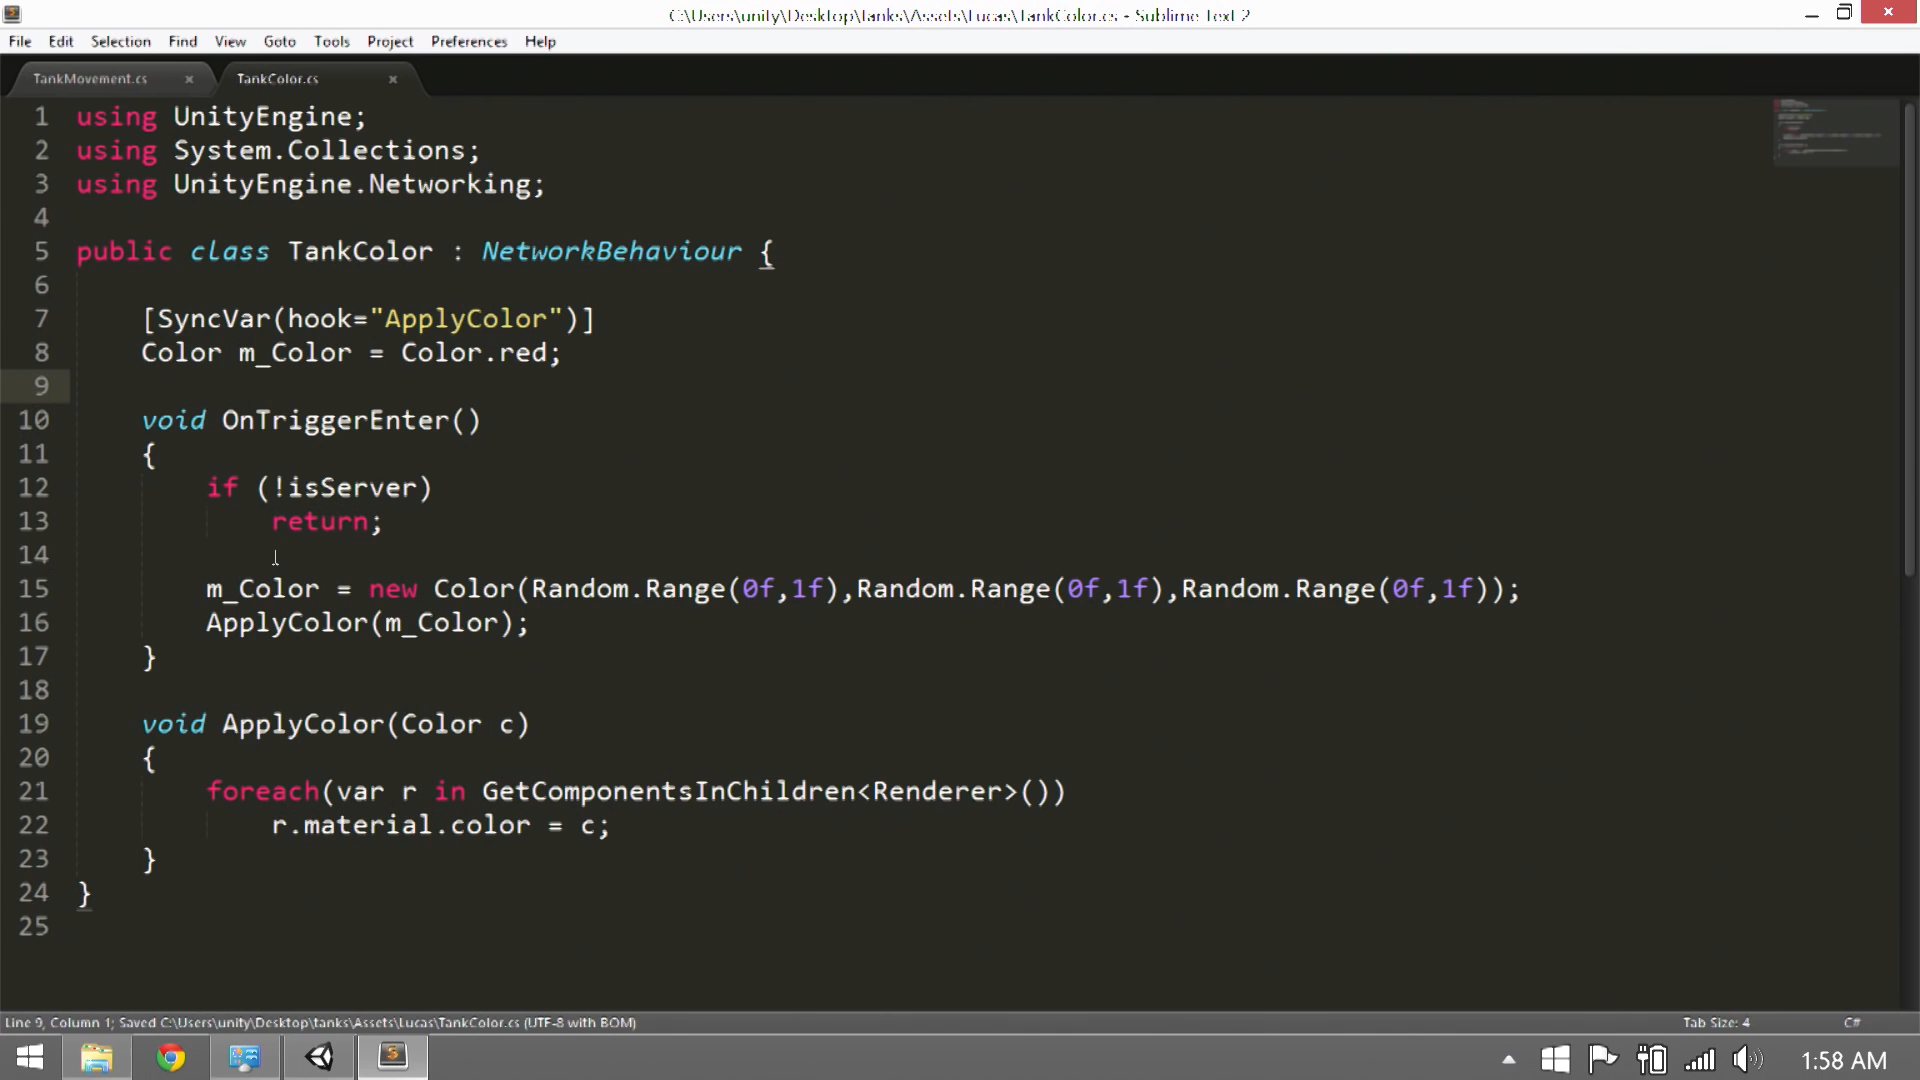 C:\Users\unity\Desktop\tanks\Assets\Lucas\TankColor.cs - Sublime Text 2
File Edit Selection Find View Goto Tools Project Preferences Help
TankMovement.cs × TankColor.cs ×
1 using UnityEngine;
2 using System.Collections;
3 using UnityEngine.Networking;
4
5 public class TankColor : NetworkBehaviour {
6
7 [SyncVar(hook="ApplyColor")]
8 Color m_Color = Color.red;
9
10 void OnTriggerEnter()
11 {
12 if (!isServer)
13 return;
14
15 m_Color = new Color(Random.Range(0f,1f),Random.Range(0f,1f),Random.Range(0f,1f));
16 ApplyColor(m_Color);
17 }
18
19 void ApplyColor(Color c)
20 {
21 foreach(var r in GetComponentsInChildren<Renderer>())
22 r.material.color = c;
23 }
24 }
25
Line 9, Column 1; Saved C:\Users\unity\Desktop\tanks\Assets\Lucas\TankColor.cs (UTF-8 with BOM) Tab Size: 4 C#
1:58 AM